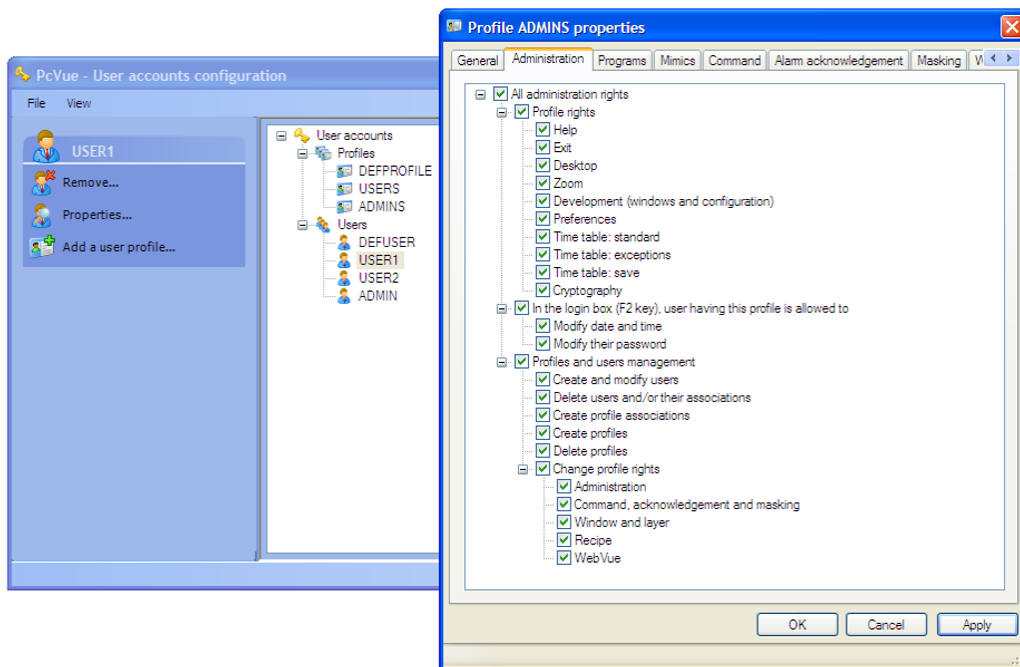 PcVue - User accounts configuration
File View
USER1
Remove...
Properties...
Add a user profile...
User accounts
Profiles
DEFPROFILE
USERS
ADMINS
Users
DEFUSER
USER1
USER2
ADMIN
Profile ADMINS properties
General Administration Programs Mimics Command Alarm acknowledgement Masking
All administration rights
Profile rights
Help
Exit
Desktop
Zoom
Development (windows and configuration)
Preferences
Time table: standard
Time table: exceptions
Time table: save
Cryptography
In the login box (F2 key), user having this profile is allowed to
Modify date and time
Modify their password
Profiles and users management
Create and modify users
Delete users and/or their associations
Create profile associations
Create profiles
Delete profiles
Change profile rights
Administration
Command, acknowledgement and masking
Window and layer
Recipe
WebVue
OK Cancel Apply